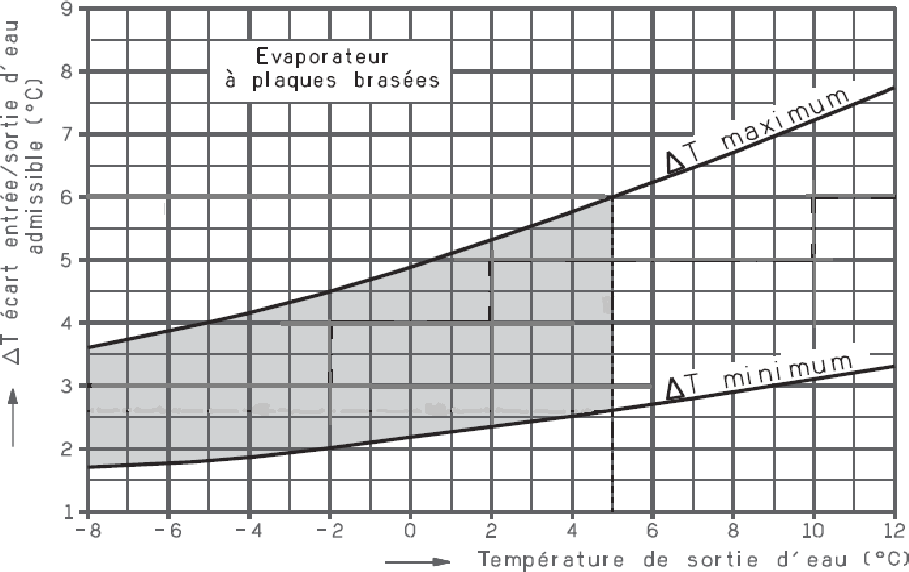 ΔT écart entrée/sortie d'eau
admissible (°C)
9
8
7
6
5
4
3
2
1
Evaporateur
à plaques brasées
ΔT maximum
ΔT minimum
-8 -6 -4 -2 0 2 4 6 8 10 12
Température de sortie d'eau (°C)